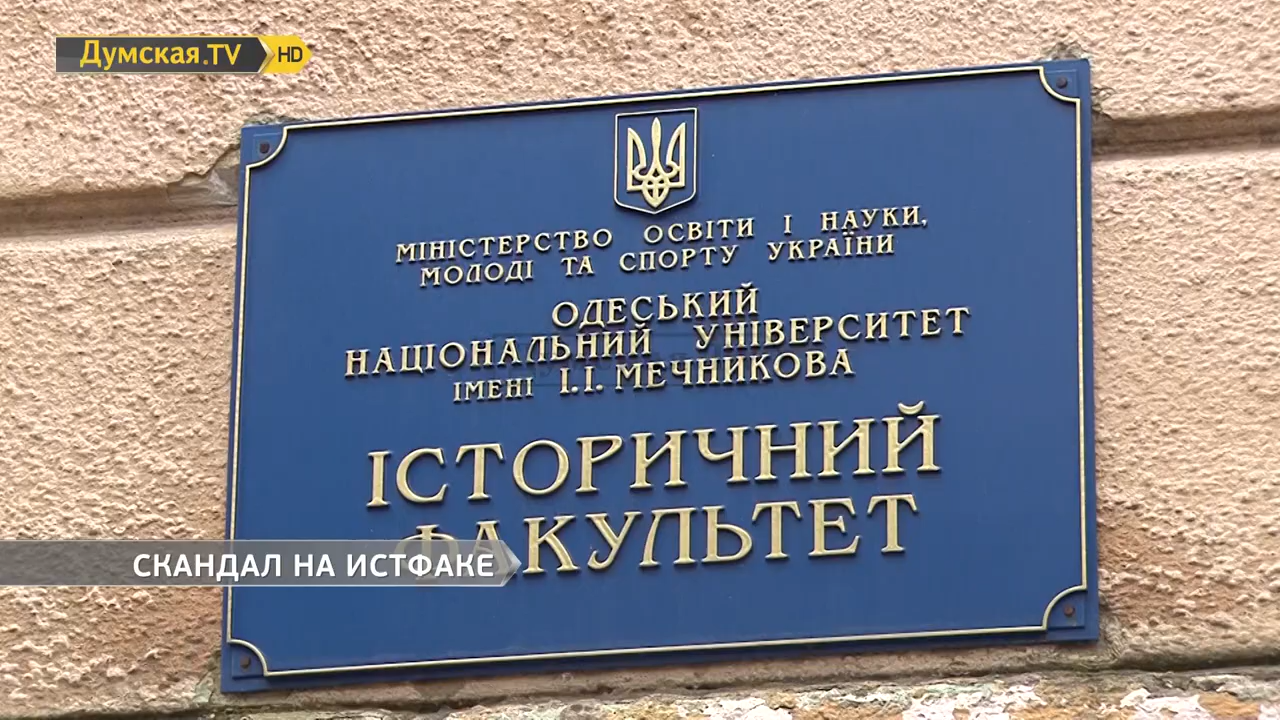 Думская.TV HD
МІНІСТЕРСТВО ОСВІТИ І НАУКИ,
МОЛОДІ ТА СПОРТУ УКРАЇНИ
ОДЕСЬКИЙ
НАЦІОНАЛЬНИЙ УНІВЕРСИТЕТ
ІМЕНІ І.І. МЕЧНИКОВА
ІСТОРИЧНИЙ
ФАКУЛЬТЕТ
СКАНДАЛ НА ИСТФАКЕ